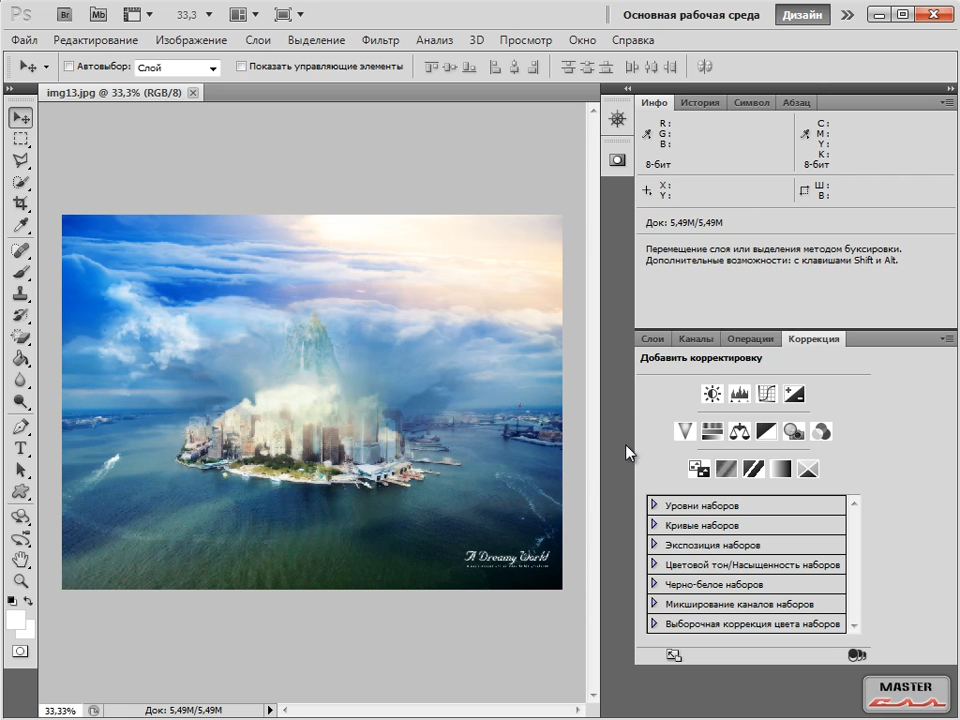 Ps Br Mb 33,3 Основная рабочая среда Дизайн
Файл Редактирование Изображение Слои Выделение Фильтр Анализ 3D Просмотр Окно Справка
Автовыбор: Слой Показать управляющие элементы
img13.jpg @ 33,3% (RGB/8)
Инфо История Символ Абзац
R: C:
G: M:
B: Y:
K:
8-бит 8-бит
X: Ш:
Y: В:
Док: 5,49M/5,49M
Перемещение слоя или выделения методом буксировки.
Дополнительные возможности: с клавишами Shift и Alt.
Слои Каналы Операции Коррекция
Добавить корректировку
Уровни наборов
Кривые наборов
Экспозиция наборов
Цветовой тон/Насыщенность наборов
Черно-белое наборов
Микширование каналов наборов
Выборочная коррекция цвета наборов
A Dreamy World
33,33% Док: 5,49M/5,49M
MASTER